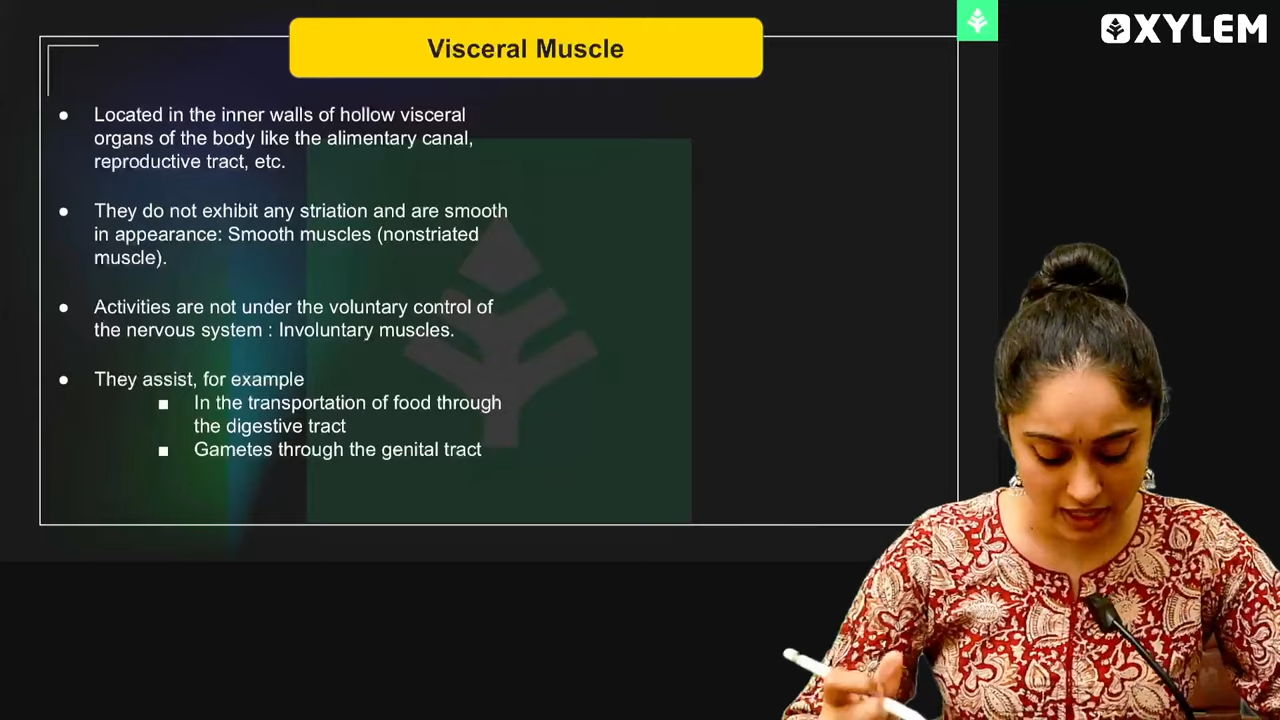 Visceral Muscle
XYLEM
● Located in the inner walls of hollow visceral
organs of the body like the alimentary canal,
reproductive tract, etc.
● They do not exhibit any striation and are smooth
in appearance: Smooth muscles (nonstriated
muscle).
● Activities are not under the voluntary control of
the nervous system : Involuntary muscles.
● They assist, for example
■ In the transportation of food through
the digestive tract
■ Gametes through the genital tract